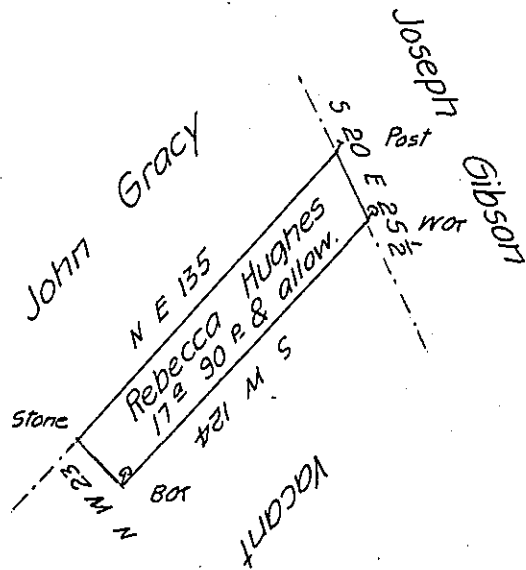 Joseph Gibson
John Gracy
S 20 E 25½
Post
WOT
N E 135
Rebecca Hughes
17ª 90 P & allow.
S W 124
Stone
N W 23
BOT
Vacant